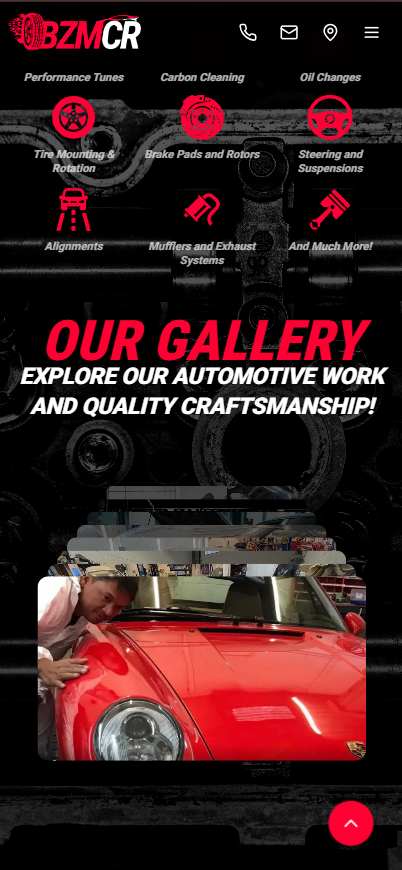 BZMCR
Performance Tunes
Carbon Cleaning
Oil Changes
Tire Mounting &
Rotation
Brake Pads and Rotors
Steering and
Suspensions
Alignments
Mufflers and Exhaust
Systems
And Much More!
OUR GALLERY
EXPLORE OUR AUTOMOTIVE WORK
AND QUALITY CRAFTSMANSHIP!